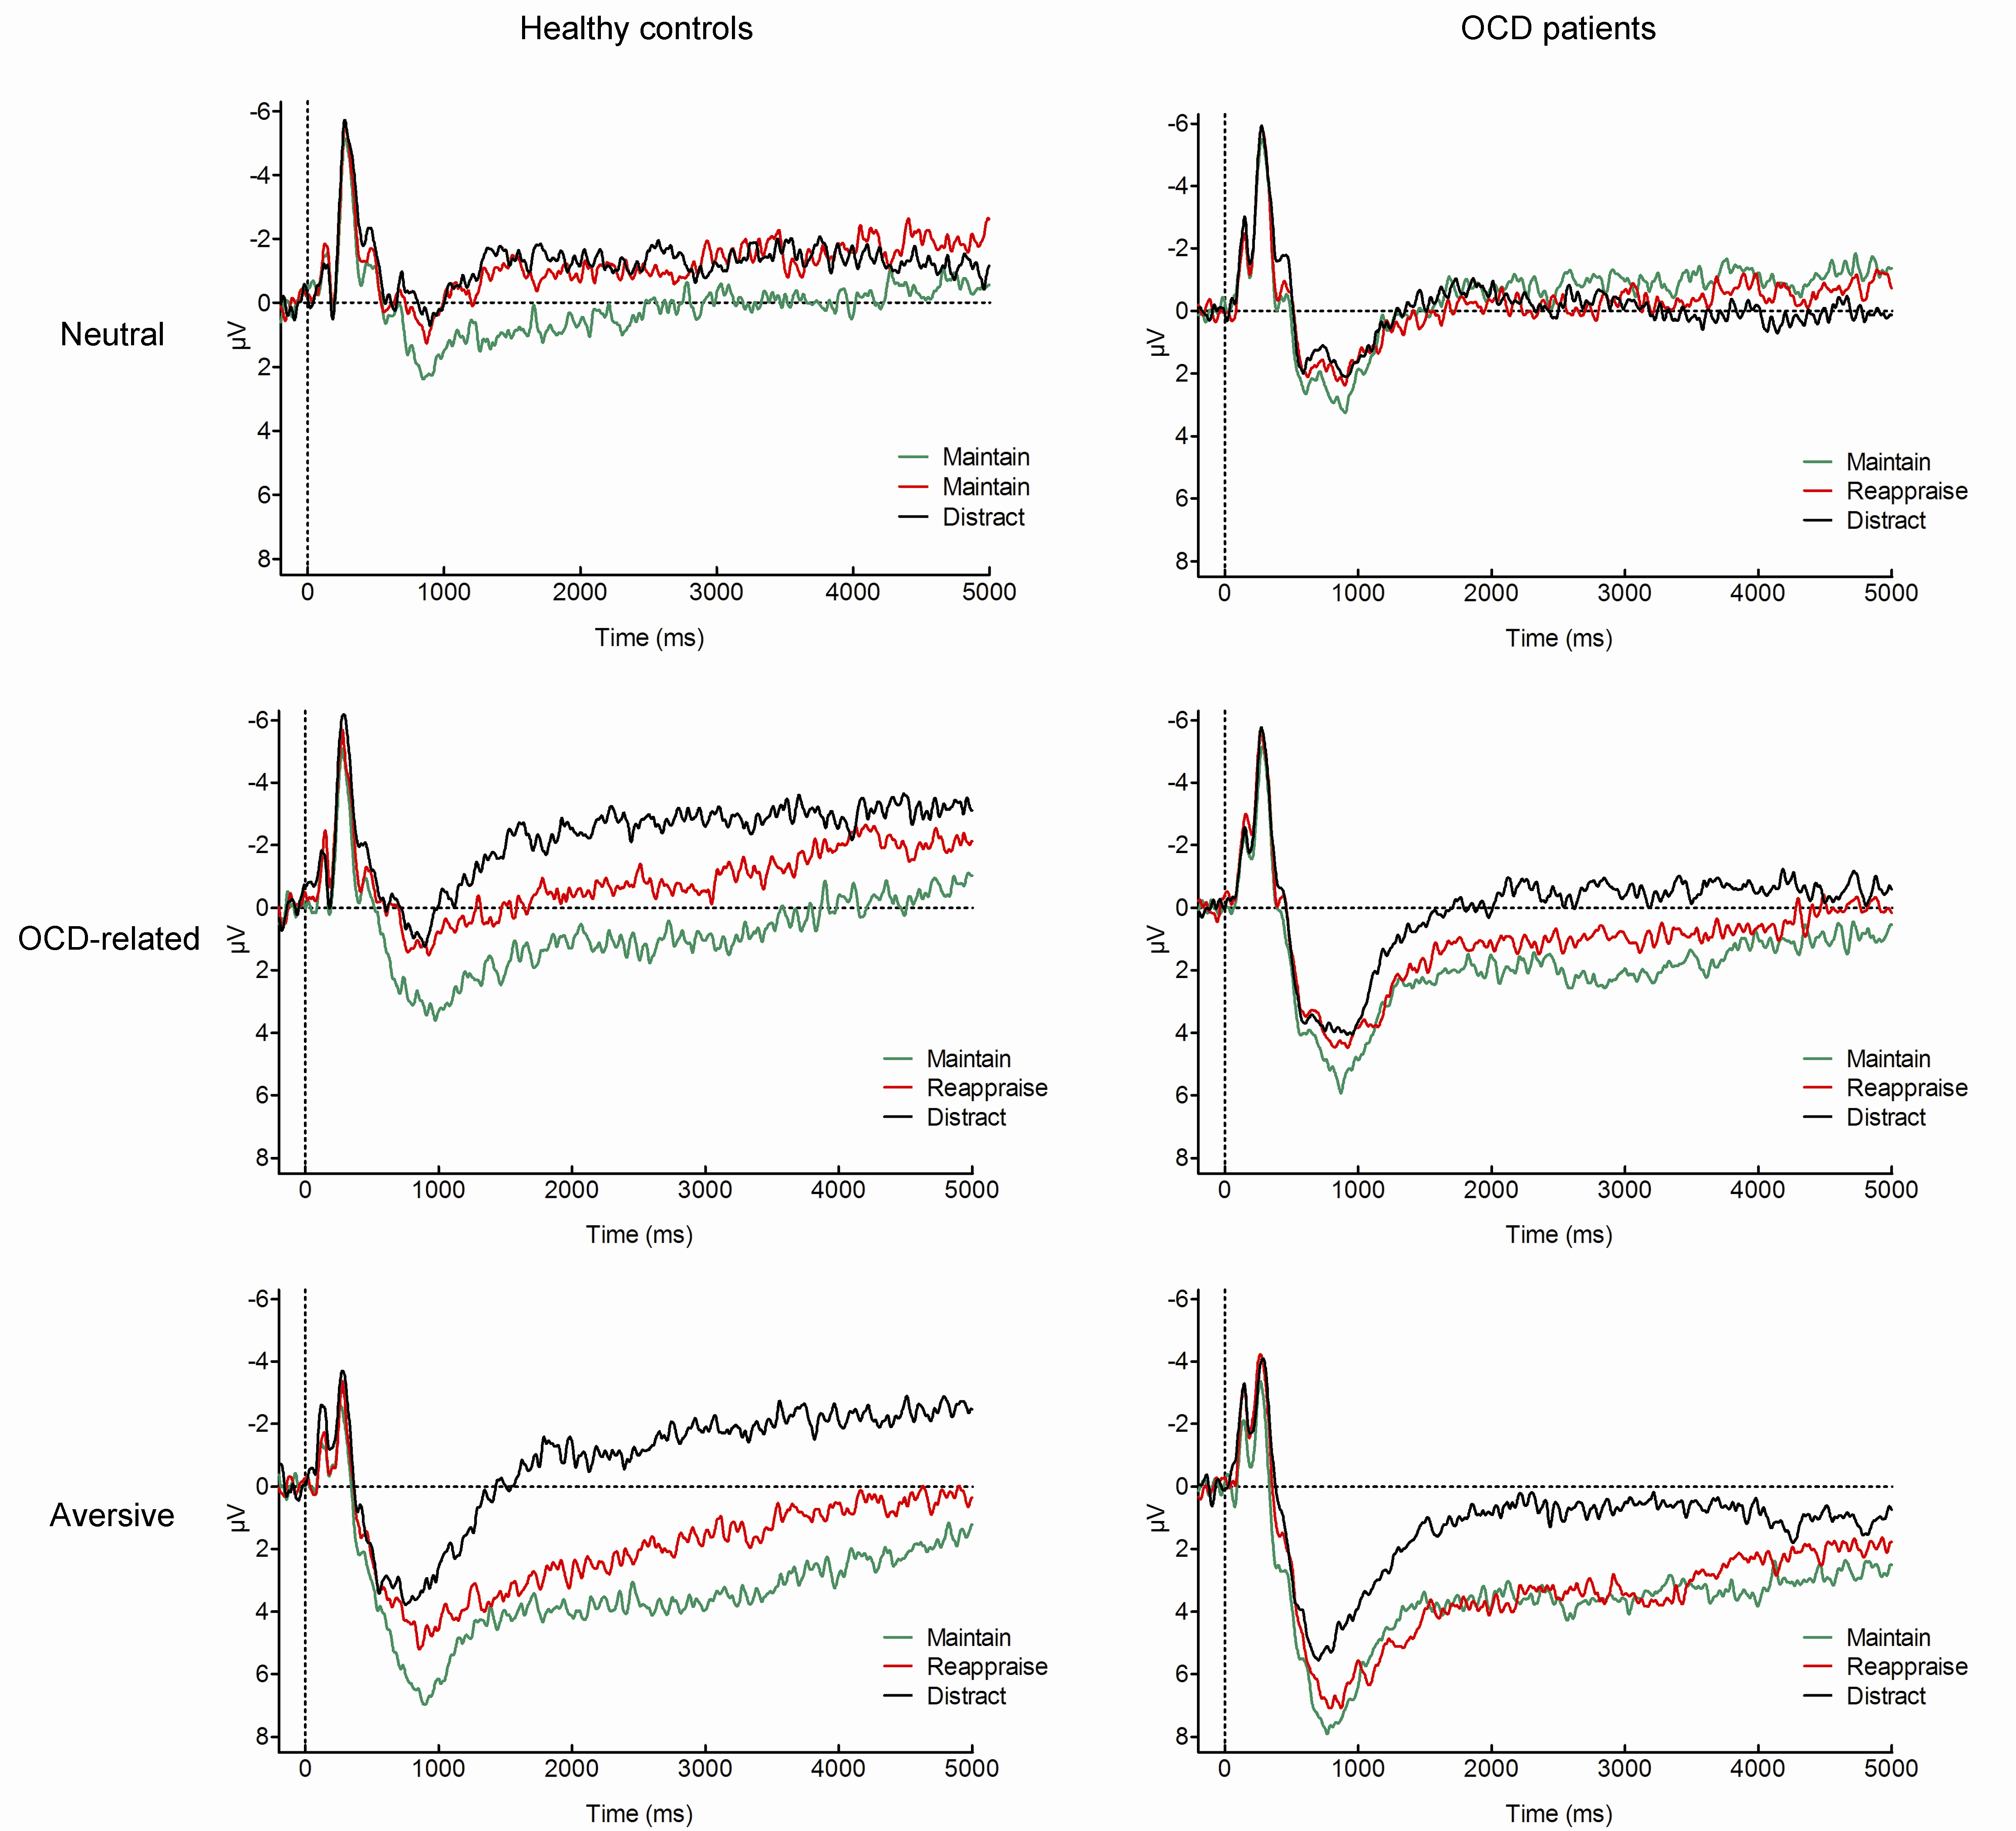 Healthy controls
OCD patients
Neutral
-6
-4
-2
0
2
4
6
8
µV
0 1000 2000 3000 4000 5000
Time (ms)
Maintain
Maintain
Distract
-6
-4
-2
0
2
4
6
8
µV
0 1000 2000 3000 4000 5000
Time (ms)
Maintain
Reappraise
Distract
OCD-related
-6
-4
-2
0
2
4
6
8
µV
0 1000 2000 3000 4000 5000
Time (ms)
Maintain
Reappraise
Distract
-6
-4
-2
0
2
4
6
8
µV
0 1000 2000 3000 4000 5000
Time (ms)
Maintain
Reappraise
Distract
Aversive
-6
-4
-2
0
2
4
6
8
µV
0 1000 2000 3000 4000 5000
Time (ms)
Maintain
Reappraise
Distract
-6
-4
-2
0
2
4
6
8
µV
0 1000 2000 3000 4000 5000
Time (ms)
Maintain
Reappraise
Distract